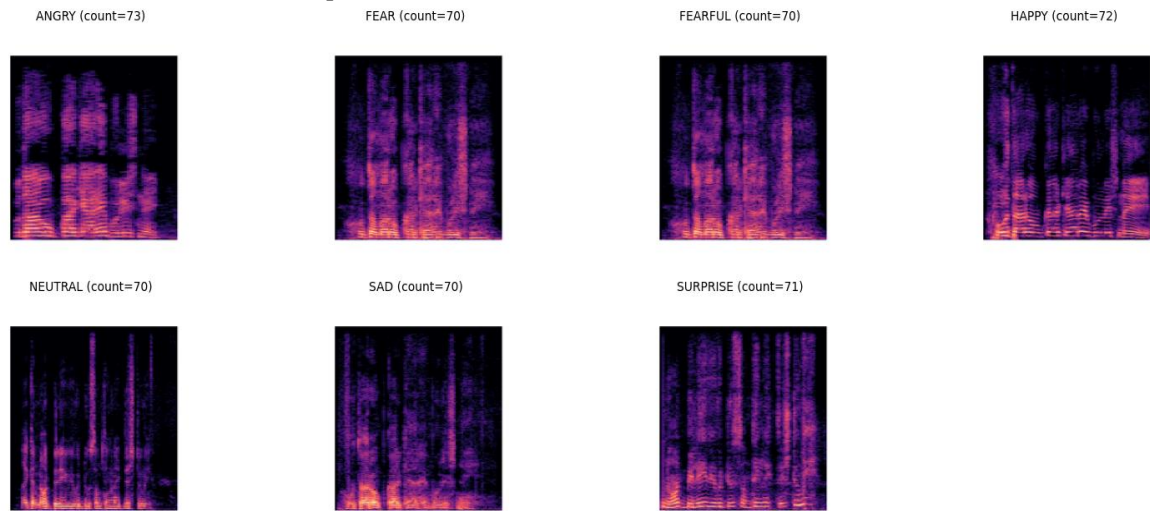 ANGRY (count=73)
FEAR (count=70)
FEARFUL (count=70)
HAPPY (count=72)
NEUTRAL (count=70)
SAD (count=70)
SURPRISE (count=71)